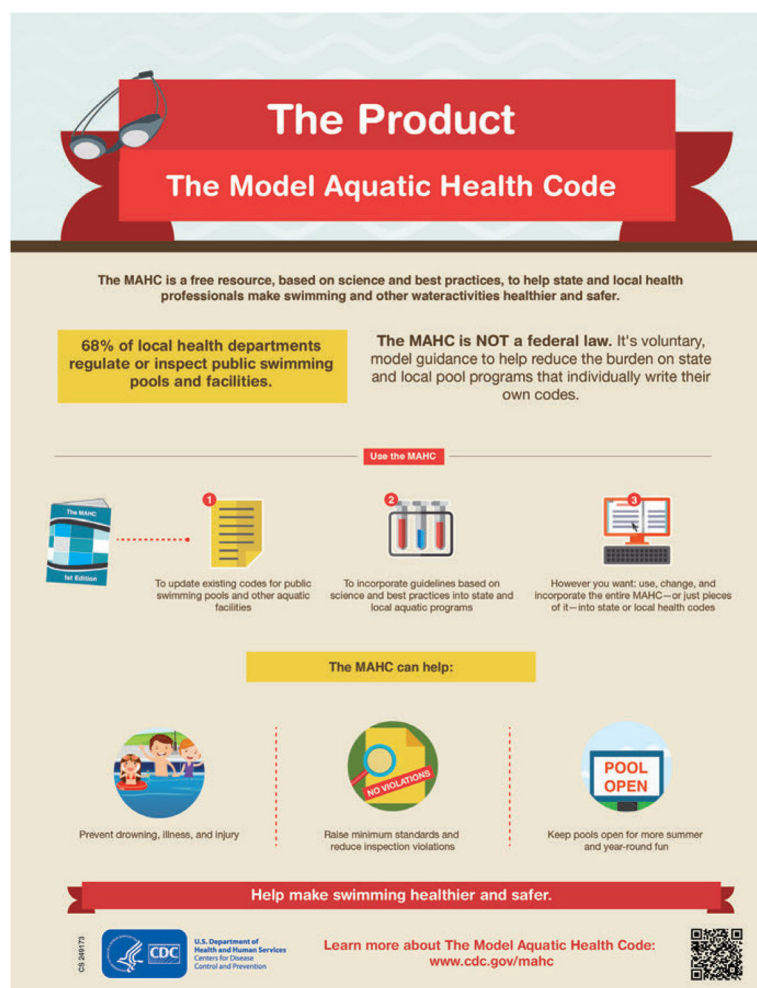 The Product
The Model Aquatic Health Code
The MAHC is a free resource, based on science and best practices, to help state and local health
professionals make swimming and other wateractivities healthier and safer.
68% of local health departments
regulate or inspect public swimming
pools and facilities.
The MAHC is NOT a federal law. It's voluntary,
model guidance to help reduce the burden on state
and local pool programs that individually write their
own codes.
Use the MAHC
The MAHC
1st Edition
1
To update existing codes for public
swimming pools and other aquatic
facilities
2
To incorporate guidelines based on
science and best practices into state and
local aquatic programs
3
However you want: use, change, and
incorporate the entire MAHC—or just pieces
of it—into state or local health codes
The MAHC can help:
Prevent drowning, illness, and injury
NO VIOLATIONS
Raise minimum standards and
reduce inspection violations
POOL
OPEN
Keep pools open for more summer
and year-round fun
Help make swimming healthier and safer.
CS 249173
CDC
U.S. Department of
Health and Human Services
Centers for Disease
Control and Prevention
Learn more about The Model Aquatic Health Code:
www.cdc.gov/mahc